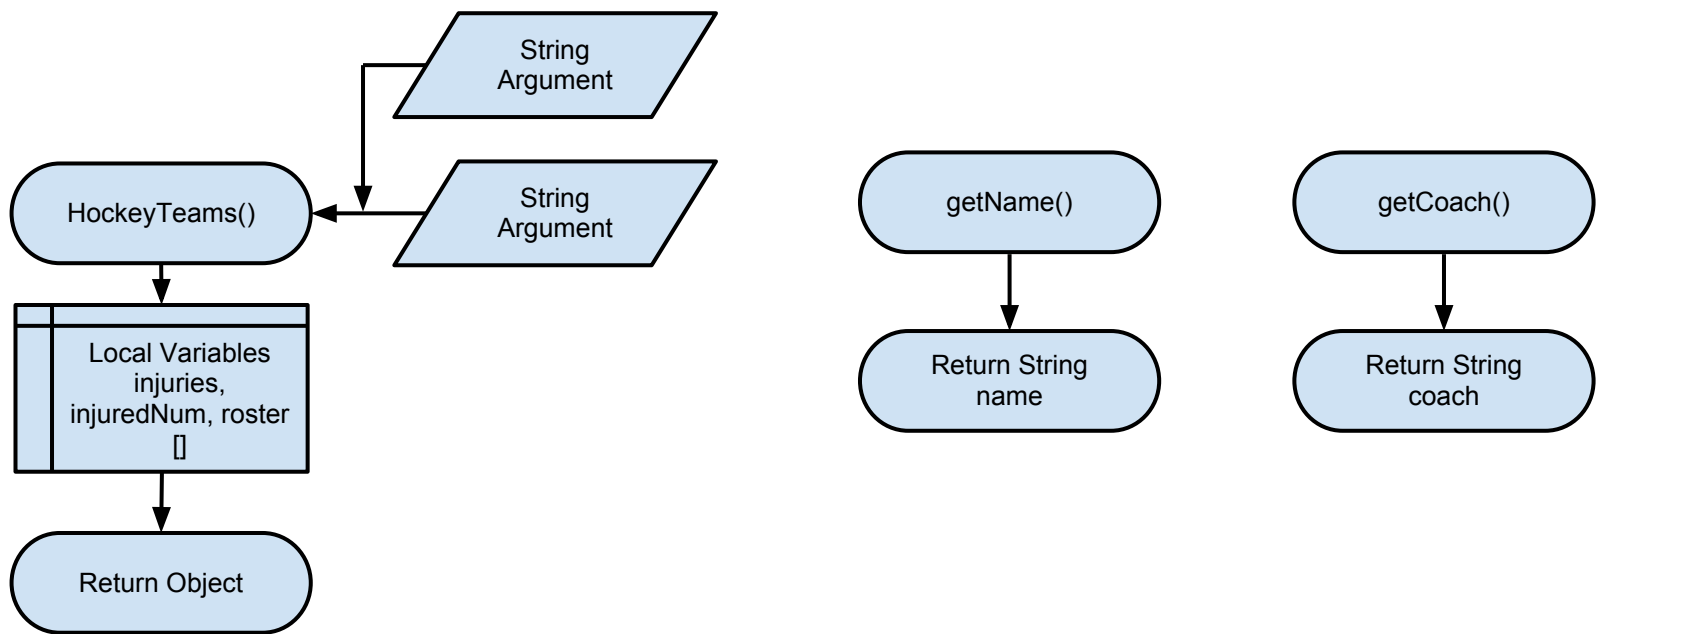 String
Argument
HockeyTeams()
String
Argument
Local Variables
injuries,
injuredNum, roster
[]
Return Object
getName()
Return String
name
getCoach()
Return String
coach